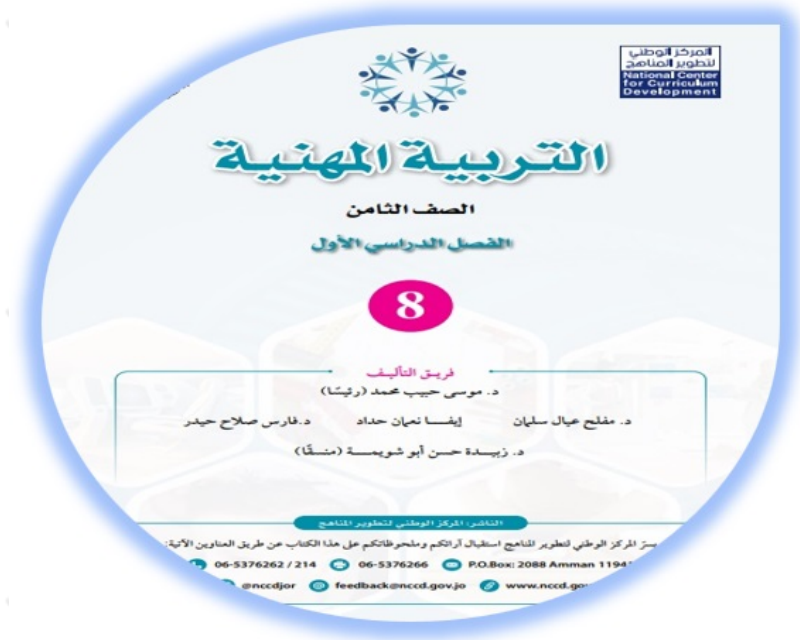 المركز الوطني
لتطوير المناهج
National Center
for Curriculum
Development
التربية المهنية
الصف الثامن
الفصل الدراسي الأول
8
فريق التأليف
د. موسى حبيب محمد (رئيسًا)
د. مفلح عيال سلمان إيفا نعمان حداد د.فارس صلاح حيدر
د. زبيدة حسن أبو شويمة (منسقًا)
الناشر: المركز الوطني لتطوير المناهج
يسرّ المركز الوطني لتطوير المناهج استقبال آرائكم وملحوظاتكم على هذا الكتاب عن طريق العناوين الآتية:
06-5376262 / 214 06-5376266 P.O.Box: 2088 Amman
@nccdjor feedback@nccd.gov.jo www.nccd.gov